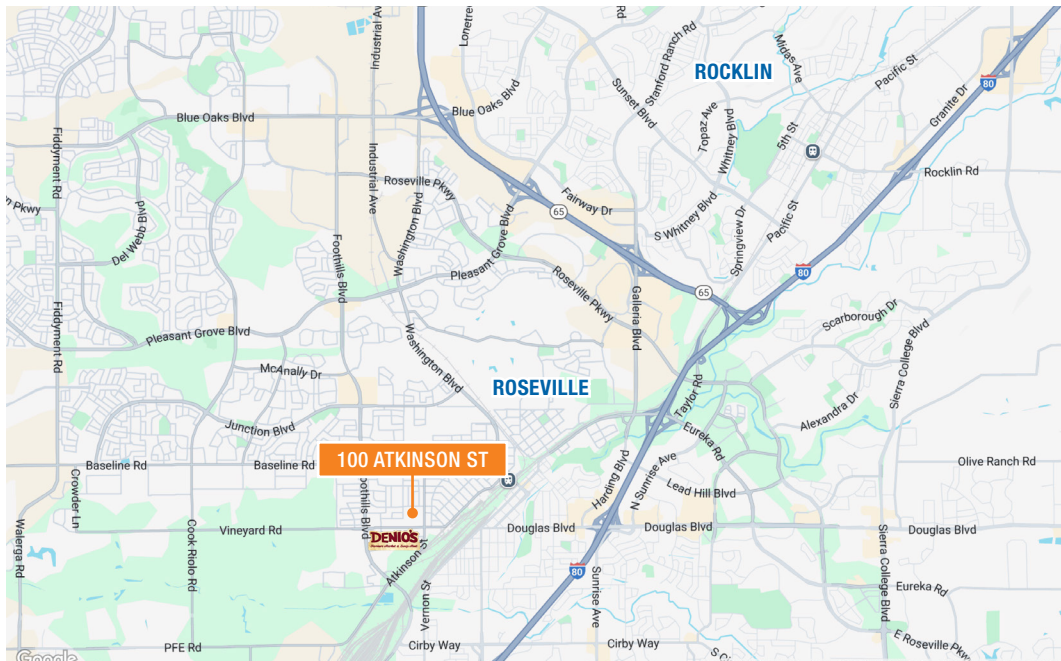 Industrial Av
Lonetree
Rd
Stanford Ranch Rd
Midas Ave
ROCKLIN
Pacific St
80
Granite Dr
Blue Oaks Blvd
Blue Oaks Blvd
Sunset Blvd
Topaz Ave
Whitney Blvd
5th St
Fiddyment Rd
Industrial Ave
Roseville Pkwy
Rocklin Rd
n Pkwy
Del Webb Blvd
Washington Blvd
Fairway Dr
65
S Whitney Blvd
Springview Dr
Pacific St
Foothills Blvd
Pleasant Grove Blvd
Roseville Pkwy
80
65
Galleria Blvd
Fiddyment Rd
Pleasant Grove Blvd
Scarborough Dr
Sierra College Blvd
Washington Blvd
McAnally Dr
ROSEVILLE
Taylor Rd
Alexandra Dr
Junction Blvd
Eureka Rd
100 ATKINSON ST
Baseline Rd
Baseline Rd
Harding Blvd
N Sunrise Ave
Lead Hill Blvd
Olive Ranch Rd
Crowder Ln
oothills Blvd
Walerga Rd
Cook Riolo Rd
Vineyard Rd
DENIO'S
Atkinson St
Douglas Blvd
Douglas Blvd
Douglas Blvd
Sierra College Blvd
80
Sunrise Ave
Vernon St
Eureka Rd
PFE Rd
Cirby Way
Cirby Way
S Ci
E Roseville Pkw
Google